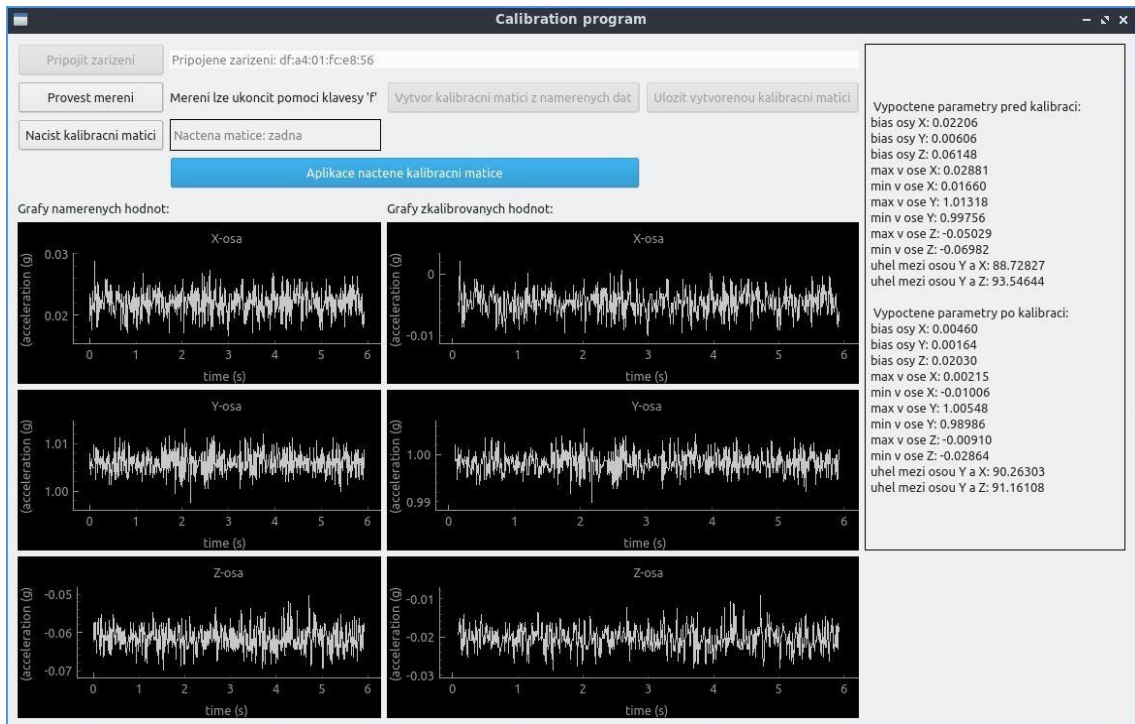 Calibration program
Pripojit zarizeni
Pripojene zarizeni: df:a4:01:fc:e8:56
Provest mereni
Mereni lze ukoncit pomoci klavesy 'f'
Vytvor kalibracni matici z namerenych dat
Ulozit vytvorenou kalibracni matici
Nacist kalibracni matici
Nactena matice: zadna
Aplikace nactene kalibracni matice
Grafy namerenych hodnot:
X-osa
(acceleration (g)
0.03
0.02
0 1 2 3 4 5 6
time (s)
Y-osa
(acceleration (g)
1.01
1.00
0 1 2 3 4 5 6
time (s)
Z-osa
(acceleration (g)
-0.05
-0.06
-0.07
0 1 2 3 4 5 6
time (s)
Grafy zkalibrovanych hodnot:
X-osa
(acceleration (g)
0
-0.01
0 1 2 3 4 5 6
time (s)
Y-osa
(acceleration (g)
1.00
0.99
0 1 2 3 4 5 6
time (s)
Z-osa
(acceleration (g)
-0.01
-0.02
-0.03
0 1 2 3 4 5 6
time (s)
Vypoctene parametry pred kalibraci:
bias osy X: 0.02206
bias osy Y: 0.00606
bias osy Z: 0.06148
max v ose X: 0.02881
min v ose X: 0.01660
max v ose Y: 1.01318
min v ose Y: 0.99756
max v ose Z: -0.05029
min v ose Z: -0.06982
uhel mezi osou Y a X: 88.72827
uhel mezi osou Y a Z: 93.54644
Vypoctene parametry po kalibraci:
bias osy X: 0.00460
bias osy Y: 0.00164
bias osy Z: 0.02030
max v ose X: 0.00215
min v ose X: -0.01006
max v ose Y: 1.00548
min v ose Y: 0.98986
max v ose Z: -0.00910
min v ose Z: -0.02864
uhel mezi osou Y a X: 90.26303
uhel mezi osou Y a Z: 91.16108